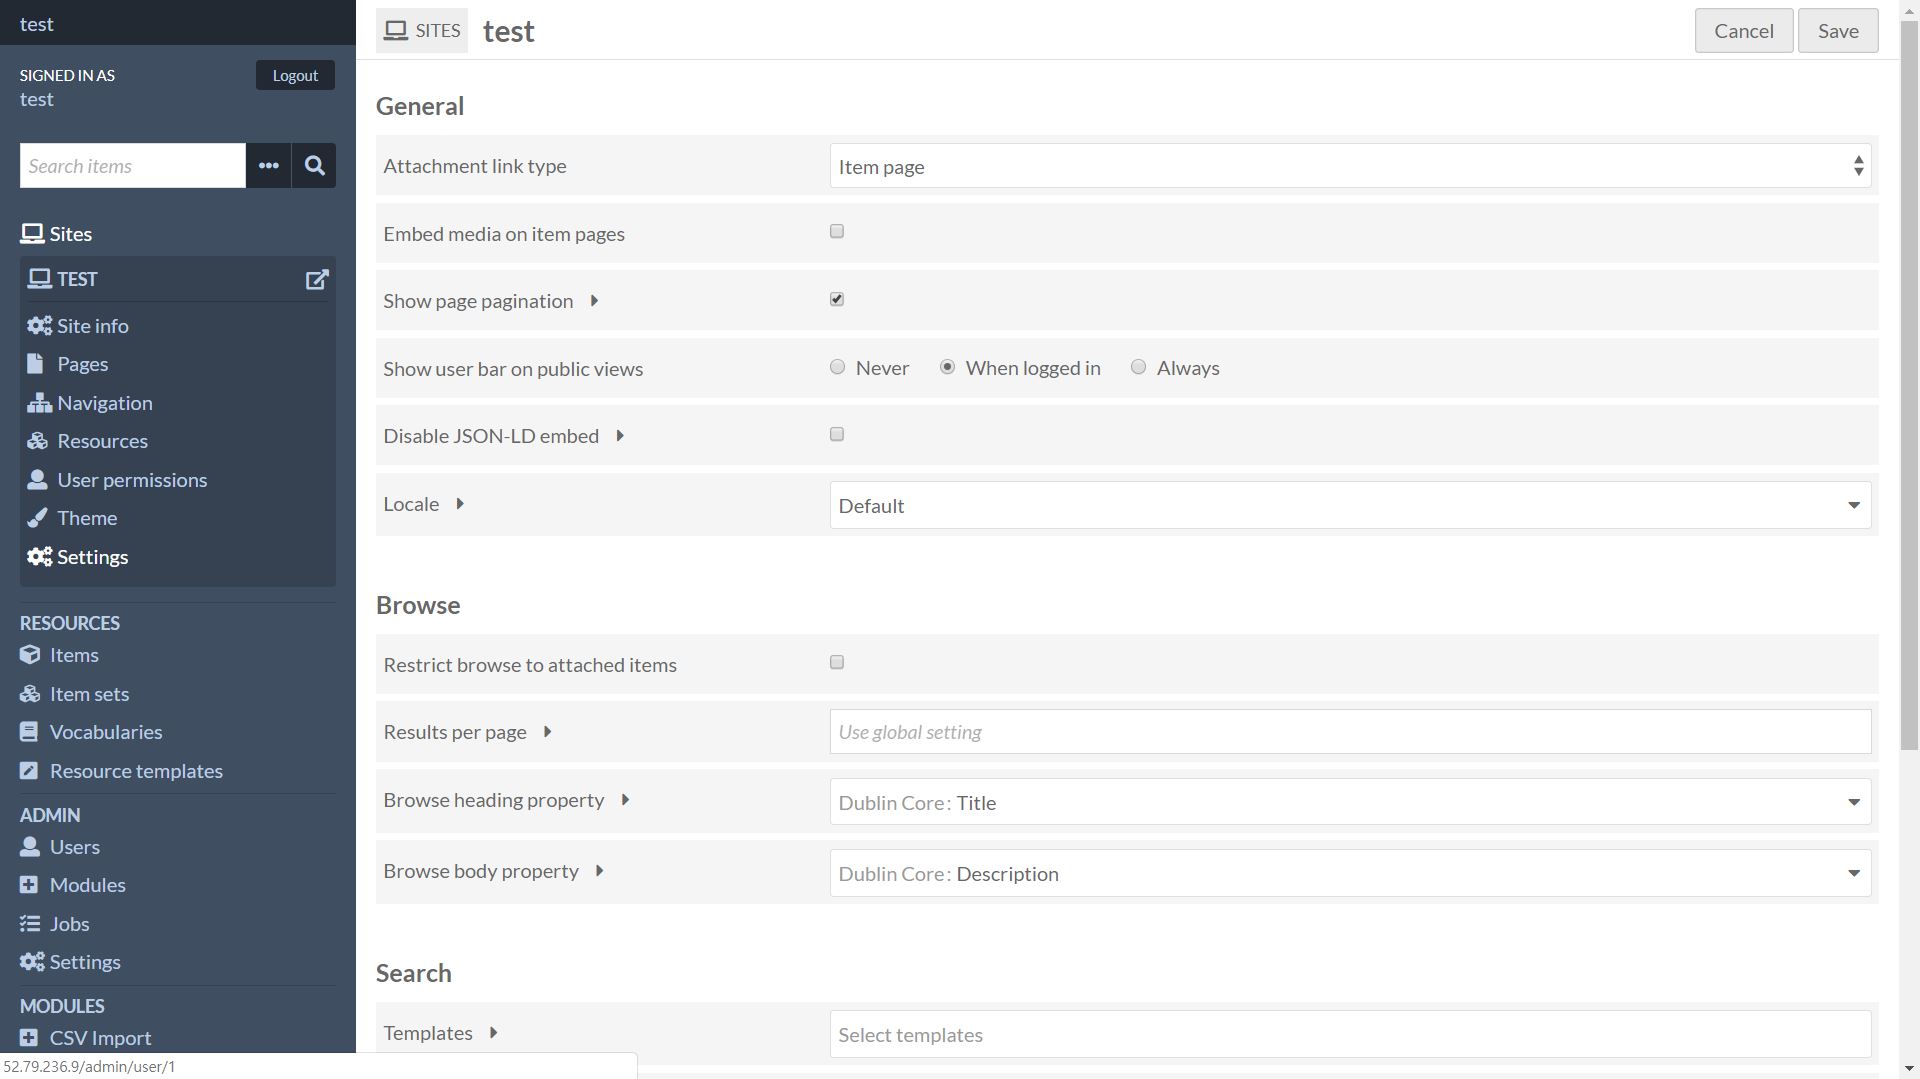 test
SIGNED IN AS
Logout
test
Search items
Sites
TEST
Site info
Pages
Navigation
Resources
User permissions
Theme
Settings
RESOURCES
Items
Item sets
Vocabularies
Resource templates
ADMIN
Users
Modules
Jobs
Settings
MODULES
CSV Import
52.79.236.9/admin/user/1
SITES test
Cancel Save
General
Attachment link type Item page
Embed media on item pages
Show page pagination
Show user bar on public views Never When logged in Always
Disable JSON-LD embed
Locale Default
Browse
Restrict browse to attached items
Results per page Use global setting
Browse heading property Dublin Core: Title
Browse body property Dublin Core: Description
Search
Templates Select templates